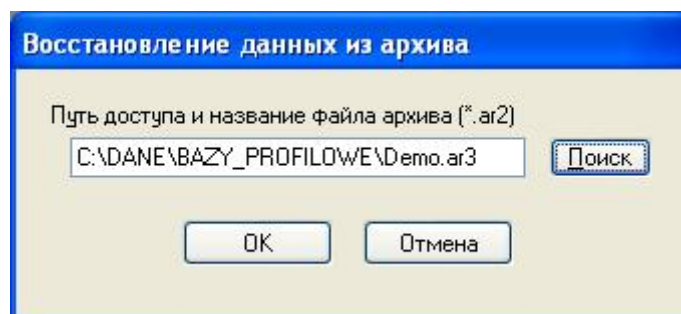 Восстановление данных из архива
Путь доступа и название файла архива (*.ar2)
C:\DANE\BAZY_PROFILOWE\Demo.ar3 Поиск
OK Отмена